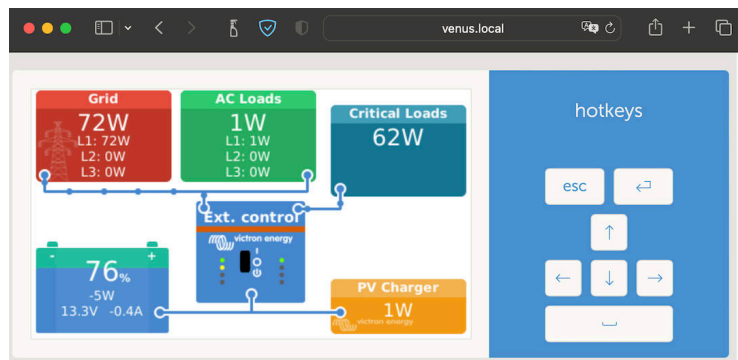 venus.local
Grid
72W
L1: 72W
L2: 0W
L3: 0W
AC Loads
1W
L1: 1W
L2: 0W
L3: 0W
Critical Loads
62W
Ext. control
victron energy
I
O
- +
76%
-5W
13.3V -0.4A
PV Charger
1W
victron energy
hotkeys
esc